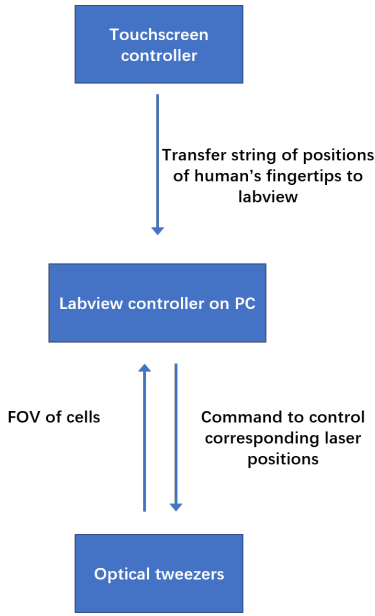 Touchscreen
controller
Transfer string of positions
of human's fingertips to
labview
Labview controller on PC
FOV of cells
Command to control
corresponding laser
positions
Optical tweezers